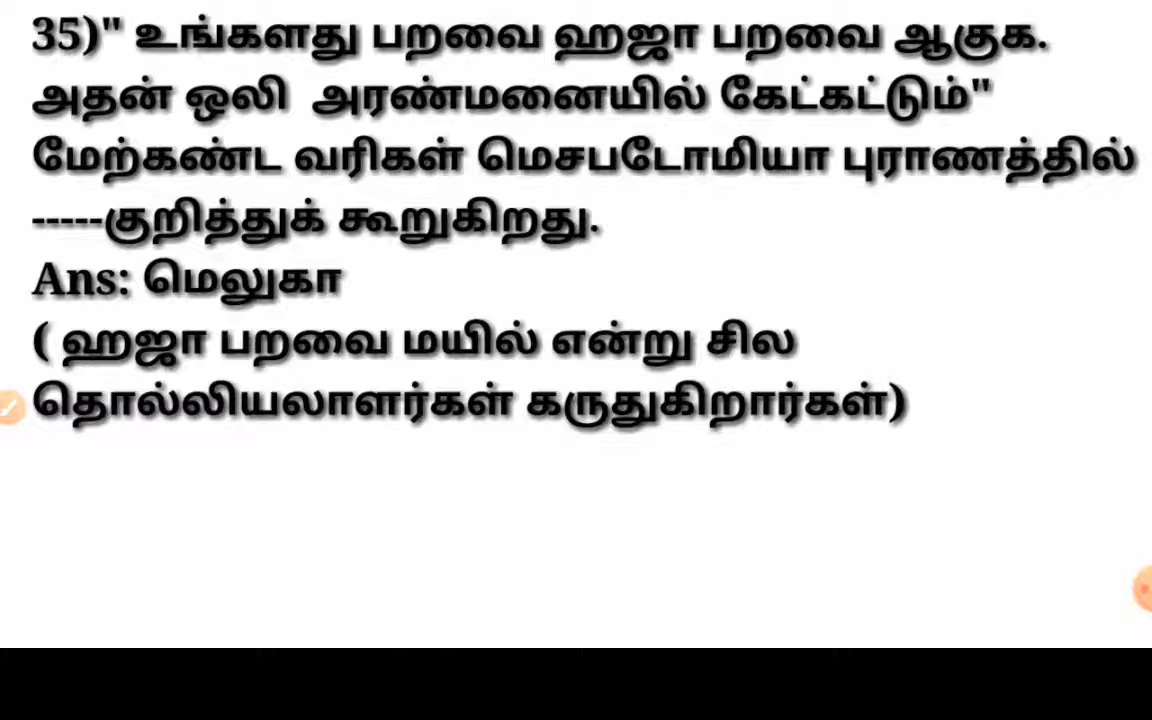 35)" உங்களது பறவை ஹஜா பறவை ஆகுக.
அதன் ஒலி அரண்மனையில் கேட்கட்டும்"
மேற்கண்ட வரிகள் மெசபடோமியா புராணத்தில்
-----குறித்துக் கூறுகிறது.
Ans: மெலுகா
( ஹஜா பறவை மயில் என்று சில
தொல்லியலாளர்கள் கருதுகிறார்கள்)